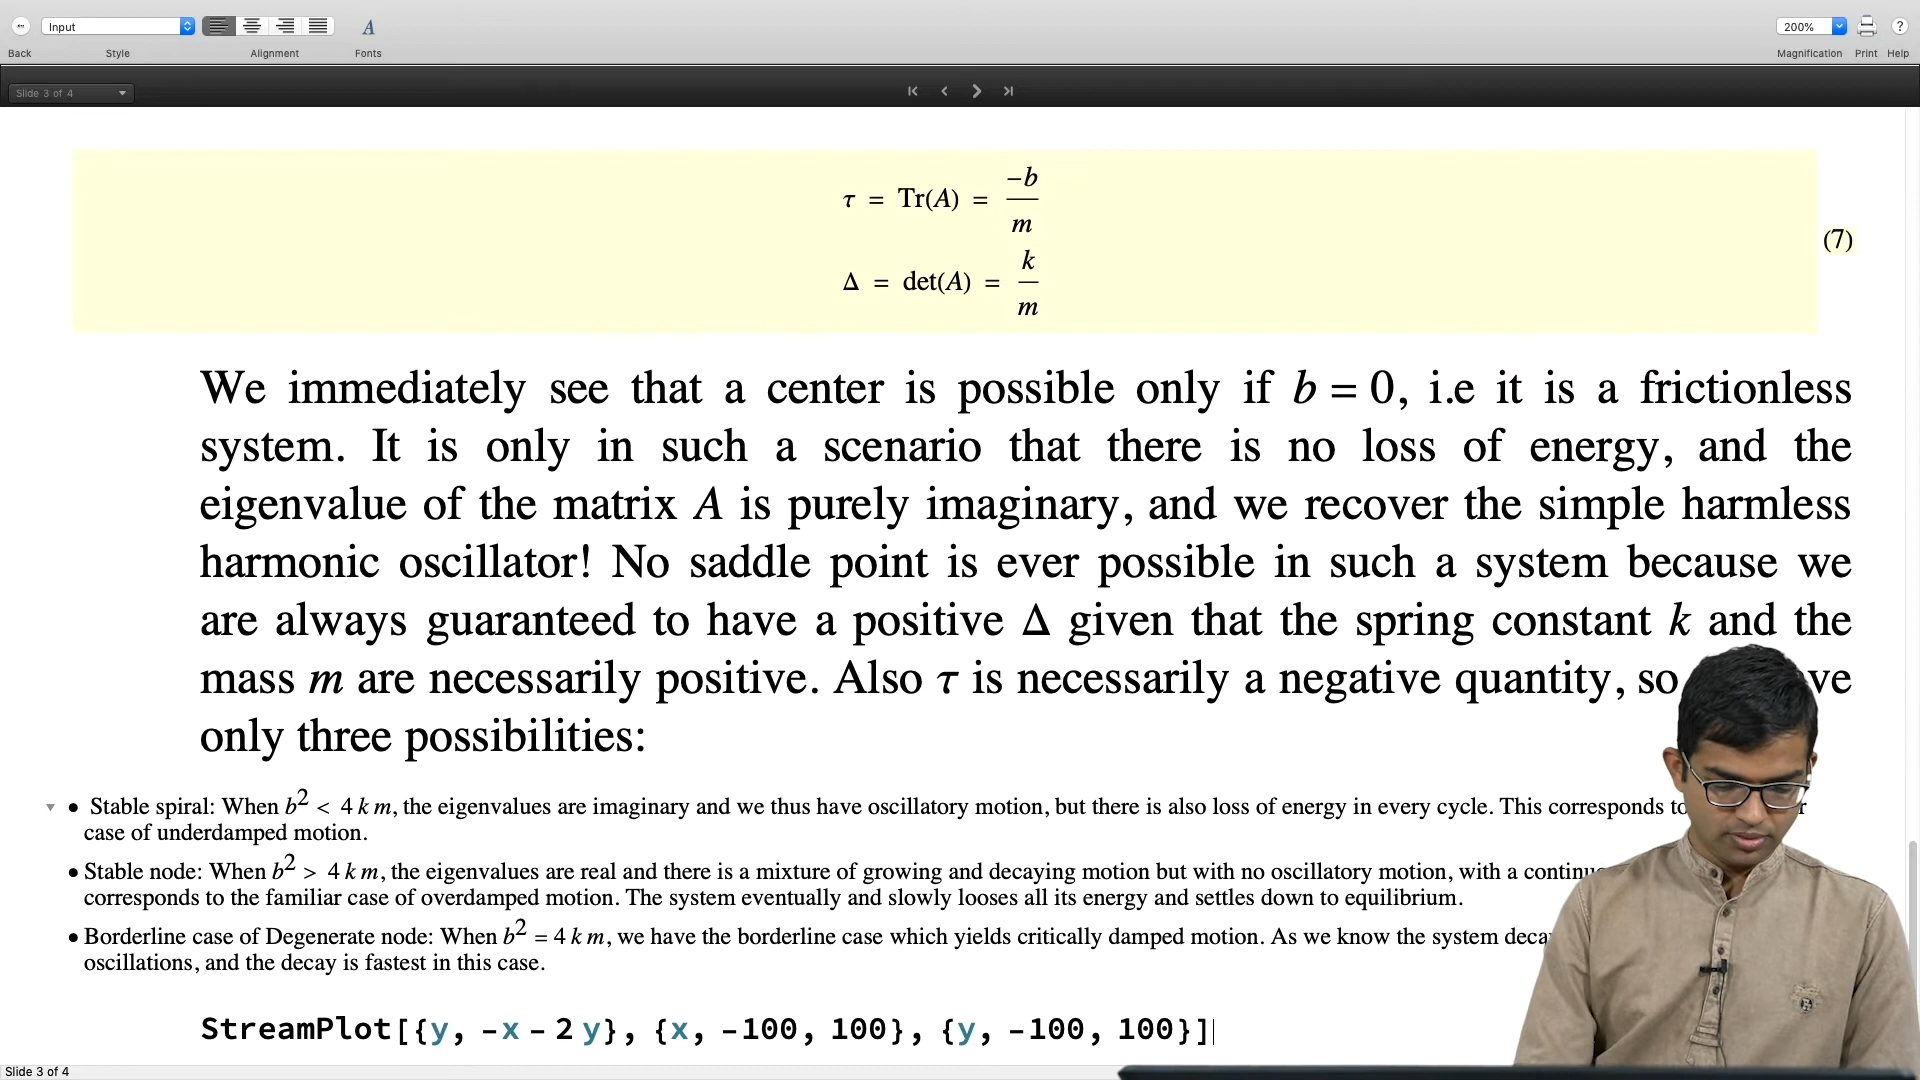 Input
200%
Back
Style
Alignment
Fonts
Magnification
Print
Help
Slide 3 of 4
τ = Tr(A) = −b/m
Δ = det(A) = k/m
(7)
We immediately see that a center is possible only if b = 0, i.e it is a frictionless
system. It is only in such a scenario that there is no loss of energy, and the
eigenvalue of the matrix A is purely imaginary, and we recover the simple harmless
harmonic oscillator! No saddle point is ever possible in such a system because we
are always guaranteed to have a positive Δ given that the spring constant k and the
mass m are necessarily positive. Also τ is necessarily a negative quantity, so
only three possibilities:
• Stable spiral: When b² < 4 k m, the eigenvalues are imaginary and we thus have oscillatory motion, but there is also loss of energy in every cycle. This corresponds to
case of underdamped motion.
• Stable node: When b² > 4 k m, the eigenvalues are real and there is a mixture of growing and decaying motion but with no oscillatory motion, with a
corresponds to the familiar case of overdamped motion. The system eventually and slowly looses all its energy and settles down to equilibrium.
• Borderline case of Degenerate node: When b² = 4 k m, we have the borderline case which yields critically damped motion. As we know the system
oscillations, and the decay is fastest in this case.
StreamPlot[{y, -x - 2 y}, {x, -100, 100}, {y, -100, 100}]
Slide 3 of 4